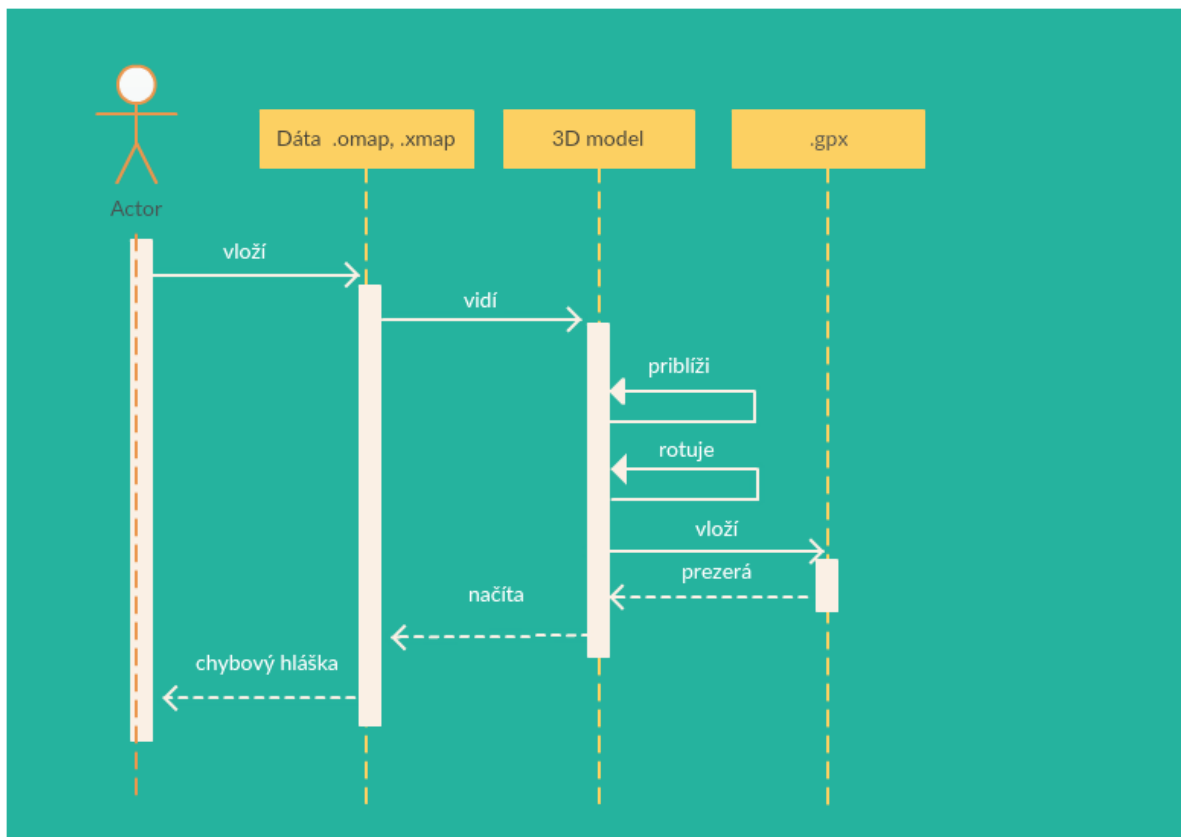 Dáta .omap, .xmap
3D model
.gpx
Actor
vloží
vidí
priblíži
rotuje
vloží
prezerá
načíta
chybový hláška